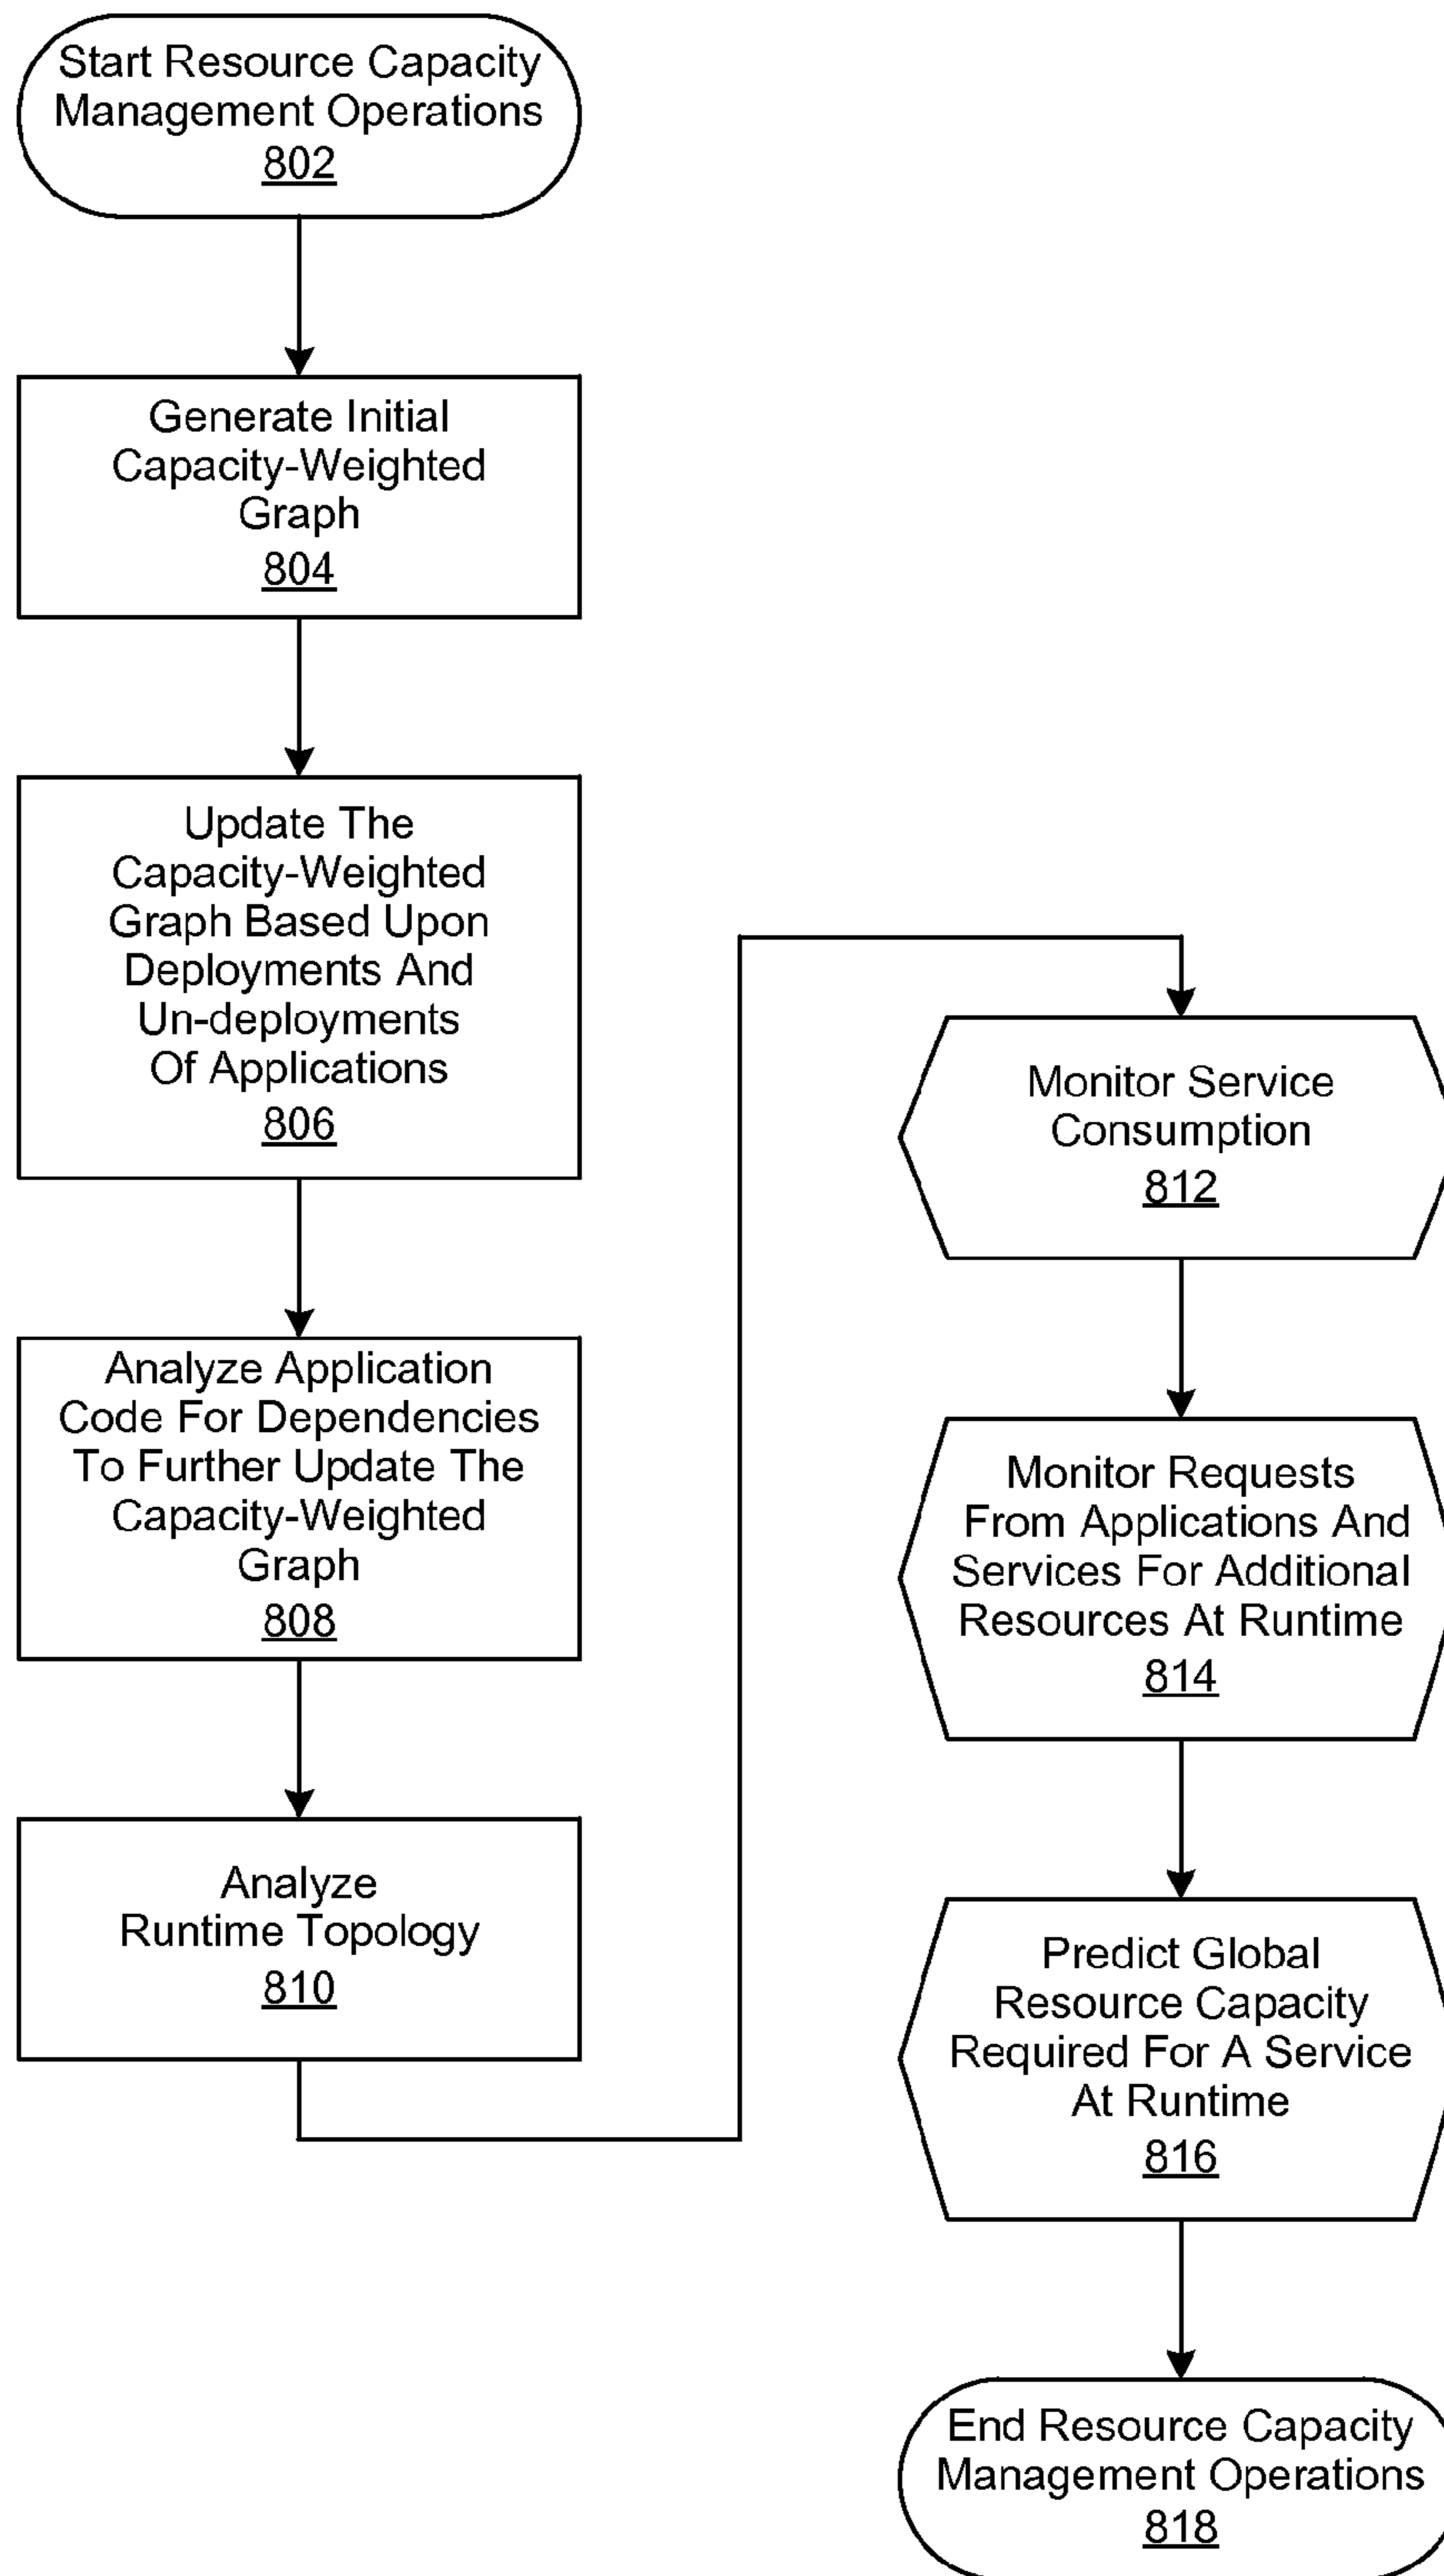 Start Resource Capacity
Management Operations
802
Generate Initial
Capacity-Weighted
Graph
804
Update The
Capacity-Weighted
Graph Based Upon
Deployments And
Un-deployments
Of Applications
806
Analyze Application
Code For Dependencies
To Further Update The
Capacity-Weighted
Graph
808
Analyze
Runtime Topology
810
Monitor Service
Consumption
812
Monitor Requests
From Applications And
Services For Additional
Resources At Runtime
814
Predict Global
Resource Capacity
Required For A Service
At Runtime
816
End Resource Capacity
Management Operations
818